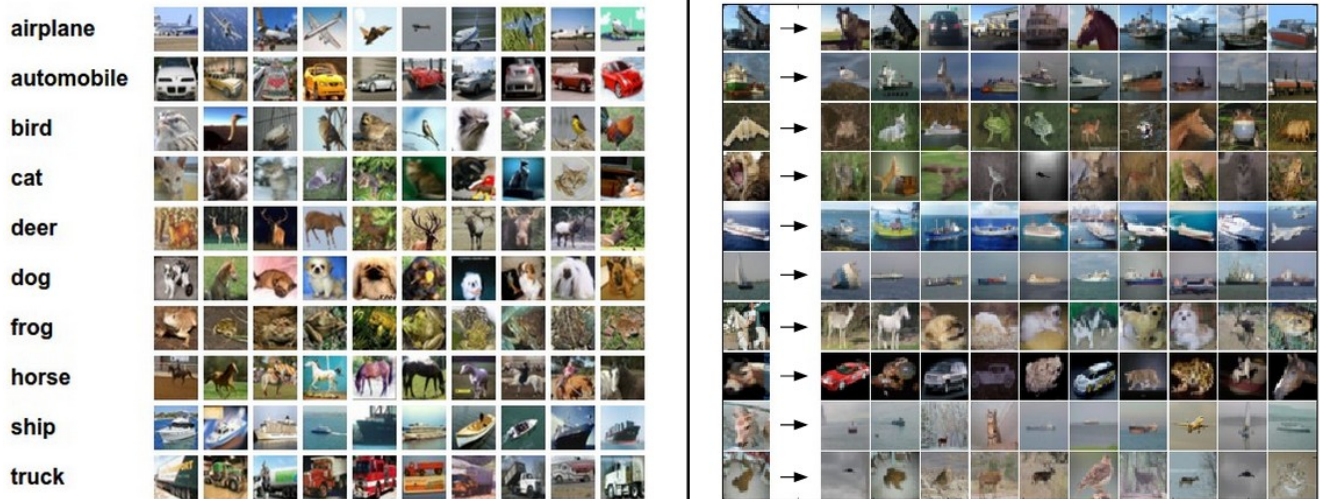 airplane
automobile
bird
cat
deer
dog
frog
horse
ship
truck